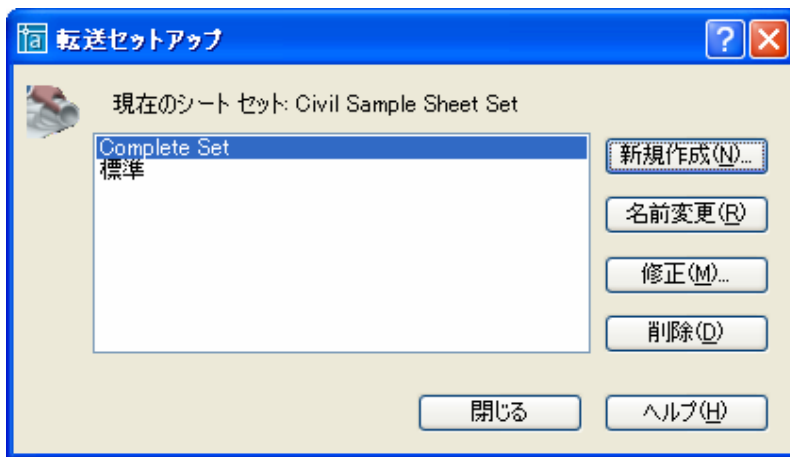 転送セットアップ
現在のシート セット: Civil Sample Sheet Set
Complete Set
標準
新規作成(N)...
名前変更(R)
修正(M)...
削除(D)
閉じる
ヘルプ(H)